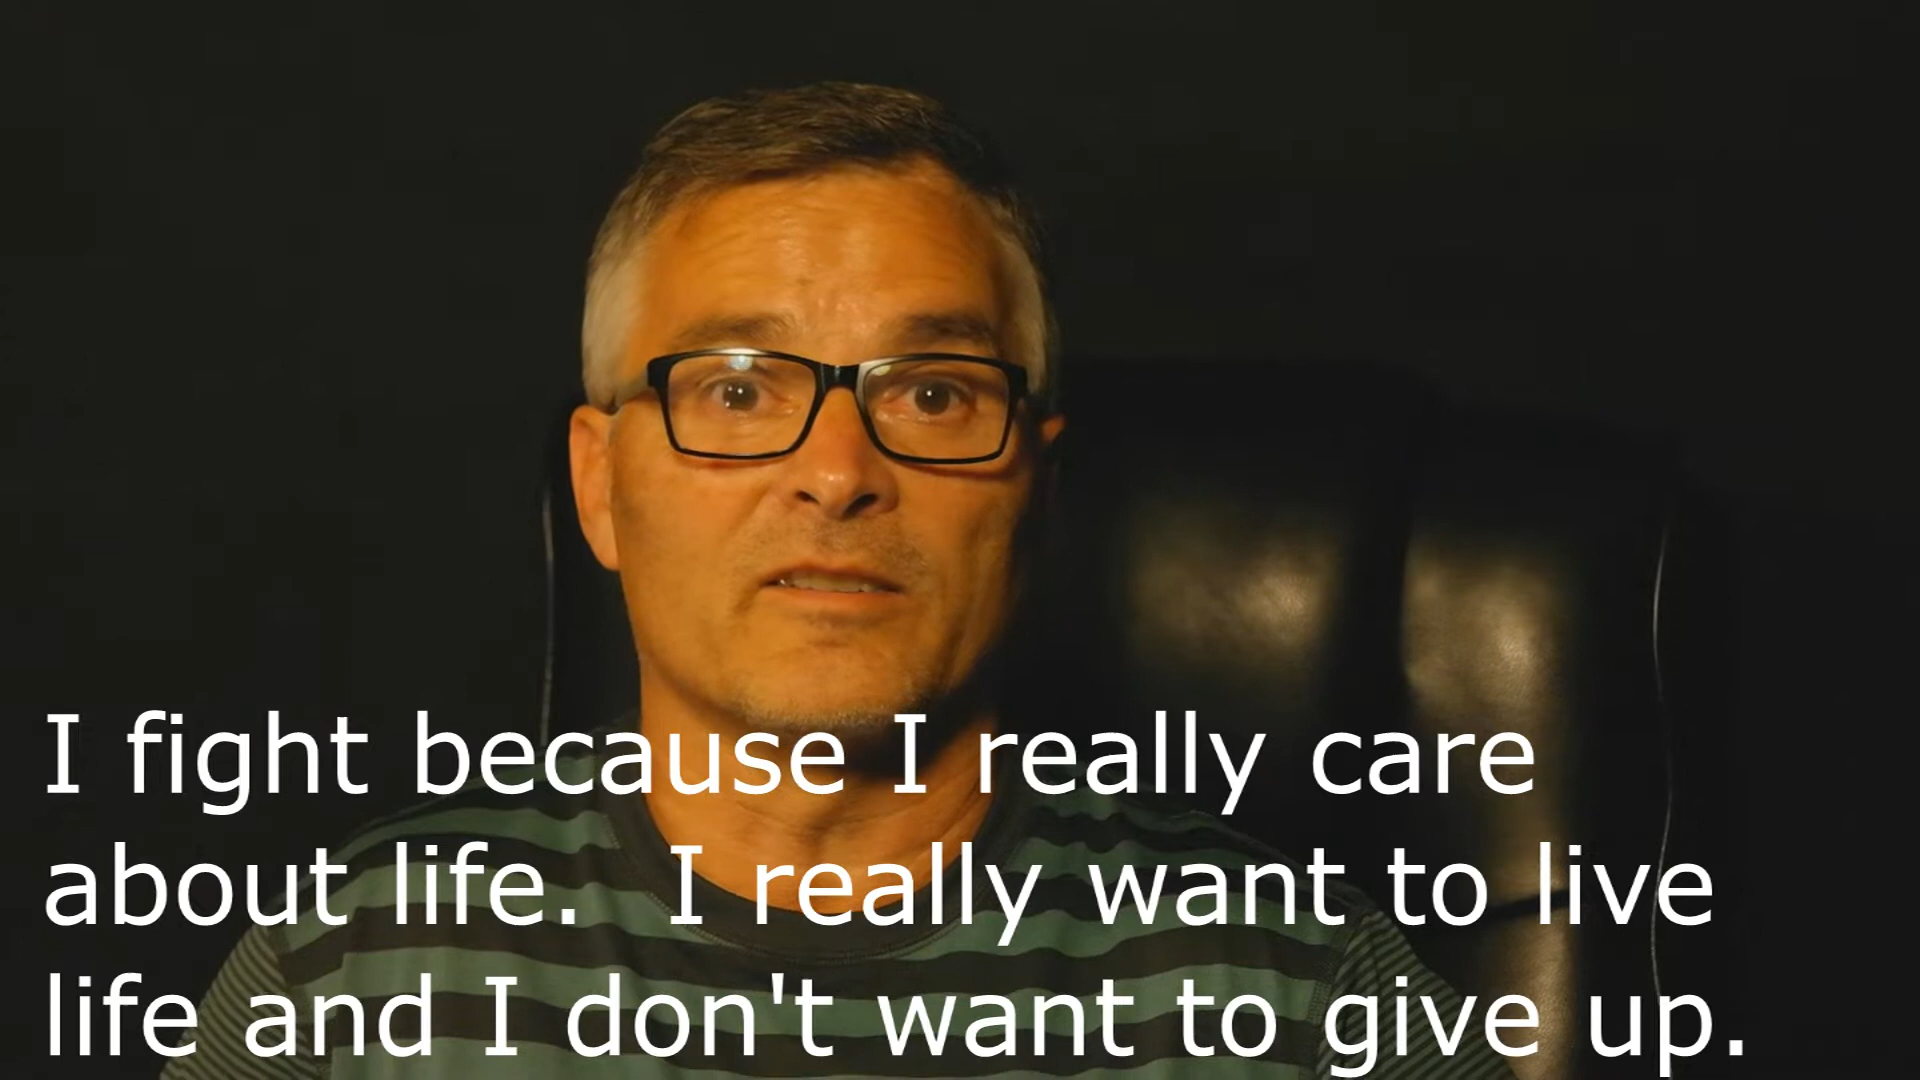 I fight because I really care
about life.  I really want to live
life and I don't want to give up.